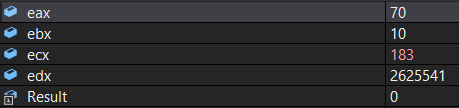 eax 70
ebx 10
ecx 183
edx 2625541
Result 0